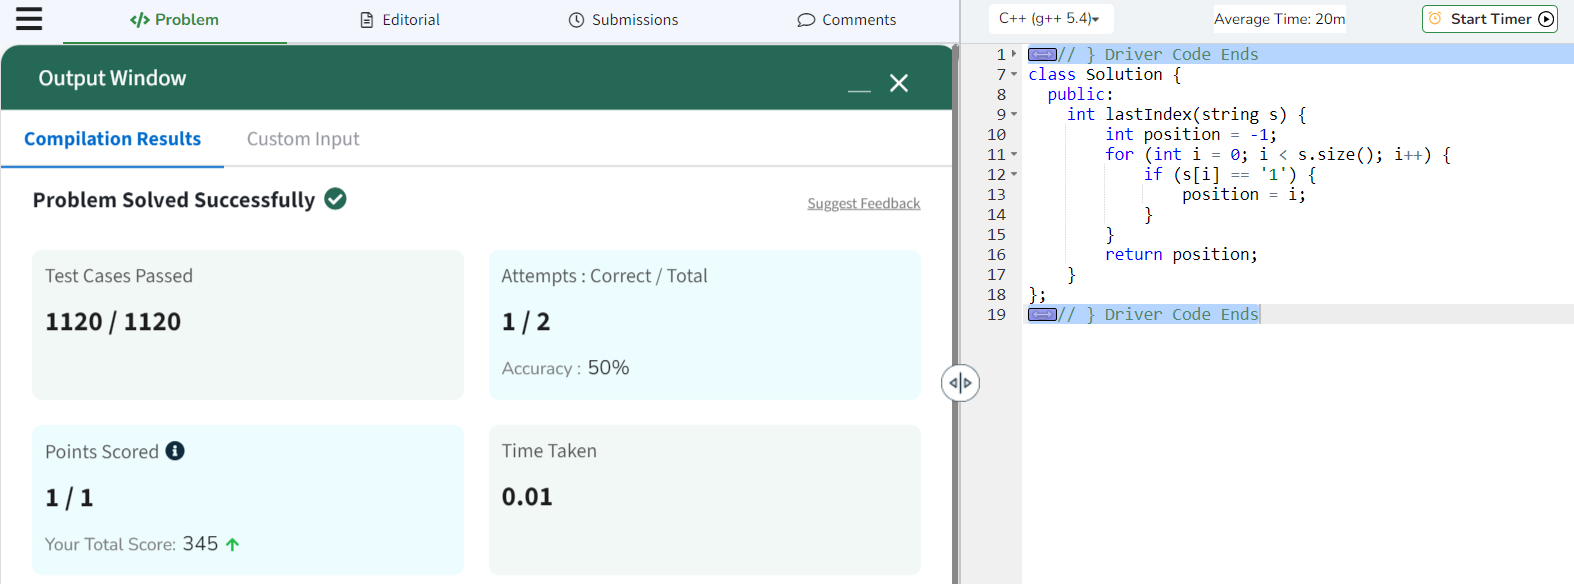 </> Problem
Editorial
Submissions
Comments
Output Window
Compilation Results
Custom Input
Problem Solved Successfully
Suggest Feedback
Test Cases Passed
1120 / 1120
Attempts : Correct / Total
1 / 2
Accuracy : 50%
Points Scored
1 / 1
Your Total Score: 345
Time Taken
0.01
C++ (g++ 5.4)
Average Time: 20m
Start Timer
1 // } Driver Code Ends
7 class Solution {
8 public:
9 int lastIndex(string s) {
10 int position = -1;
11 for (int i = 0; i < s.size(); i++) {
12 if (s[i] == '1') {
13 position = i;
14 }
15 }
16 return position;
17 }
18 };
19 // } Driver Code Ends